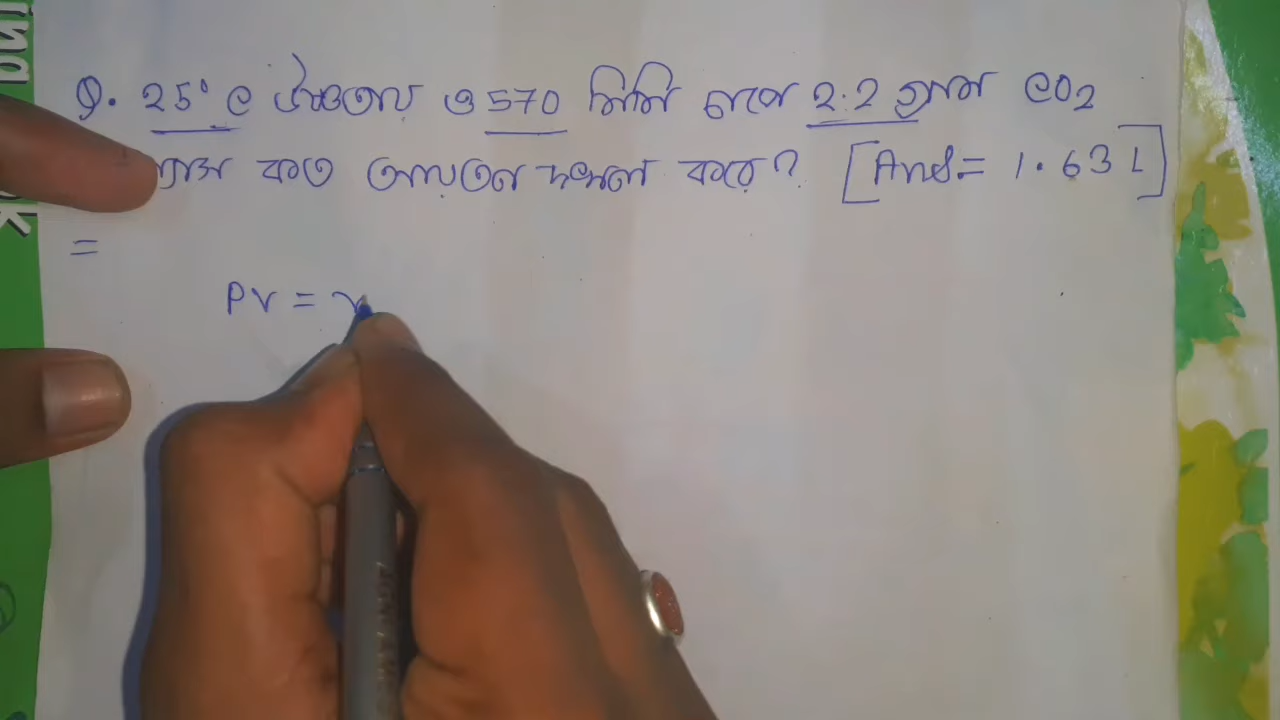 Q. 25° C উষ্ণতায় ও 570 মিমি চাপে 2.2 গ্রাম CO2
গ্যাস কত আয়তন দখল করে? [Ans = 1.63 L]
=
PV =